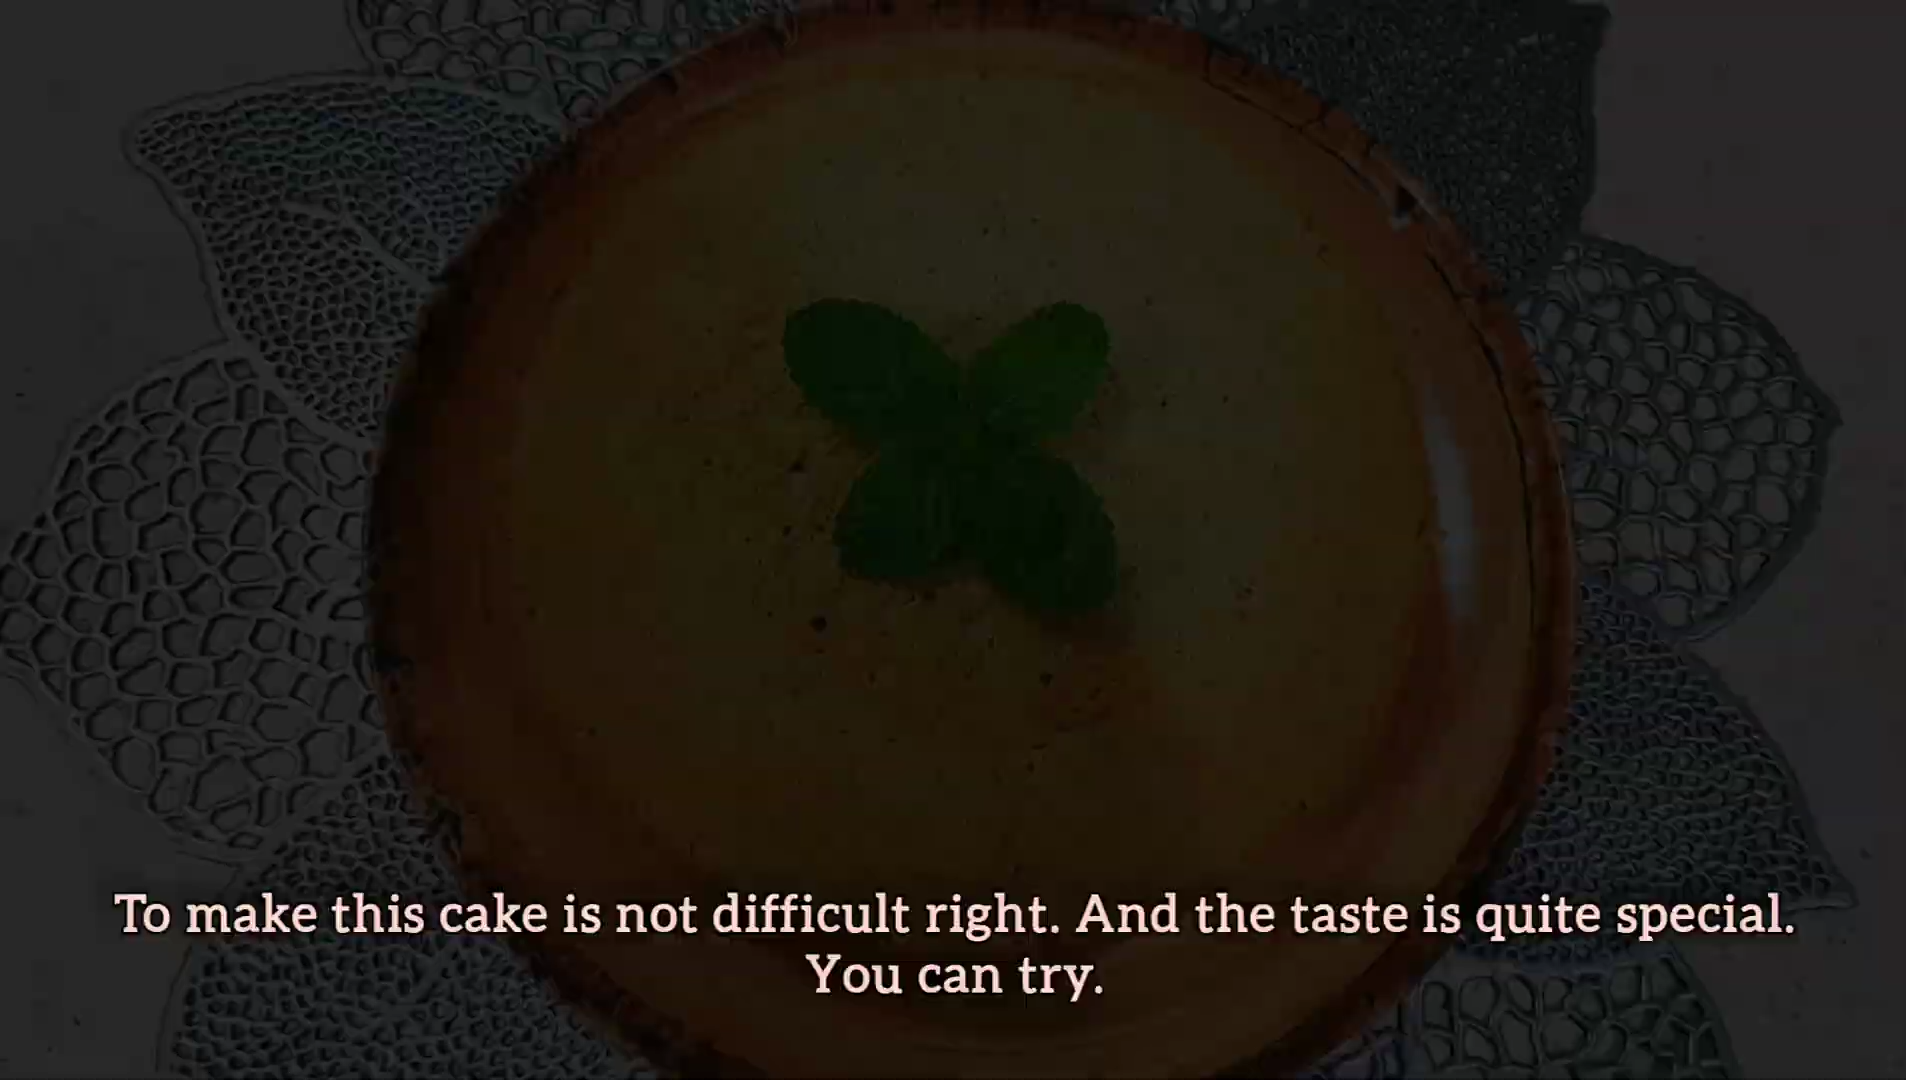 To make this cake is not difficult right. And the taste is quite special.
You can try.